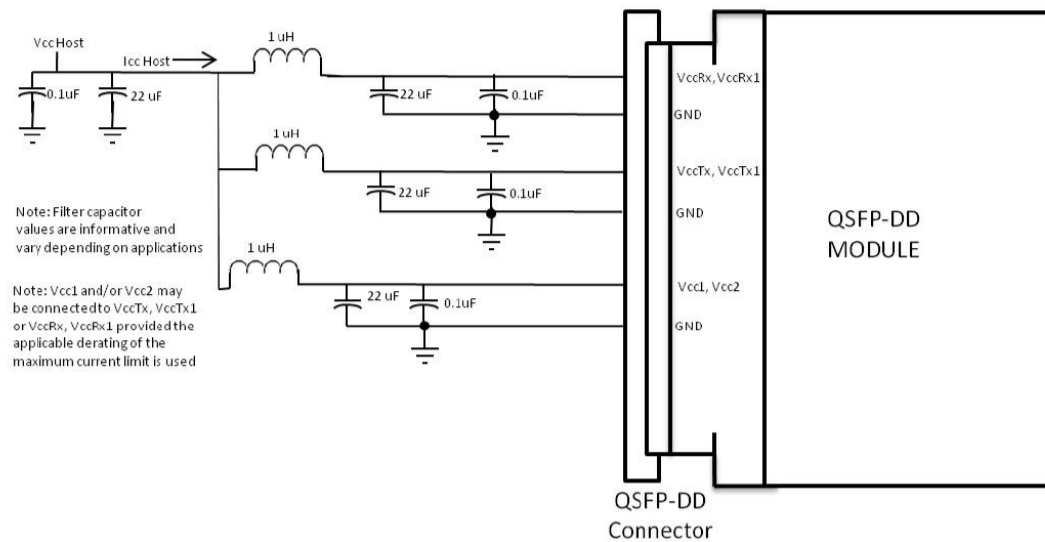 Vcc Host
Icc Host
0.1uF
22 uF
1 uH
22 uF
0.1uF
VccRx, VccRx1
GND
1 uH
22 uF
0.1uF
VccTx, VccTx1
GND
Note: Filter capacitor
values are informative and
vary depending on applications
1 uH
22 uF
0.1uF
Vcc1, Vcc2
GND
Note: Vcc1 and/or Vcc2 may
be connected to VccTx, VccTx1
or VccRx, VccRx1 provided the
applicable derating of the
maximum current limit is used
QSFP-DD
MODULE
QSFP-DD
Connector